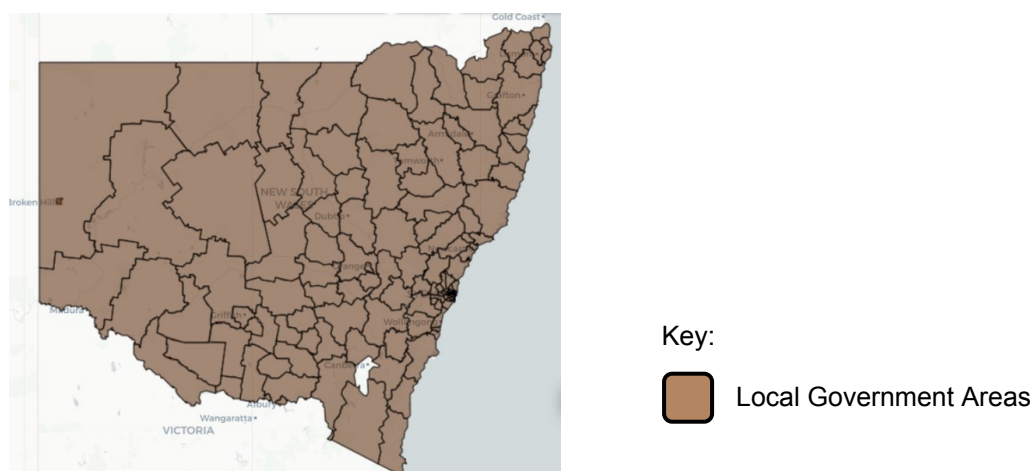 Gold Coast
Lismore
Grafton
Armidale
Tamworth
NEW SOUTH
WALES
Broken Hill
Dubbo
Newcastle
Orange
Mildura
Griffith
Wollongong
Canberra
Albury
Wangaratta
VICTORIA
Key:
Local Government Areas